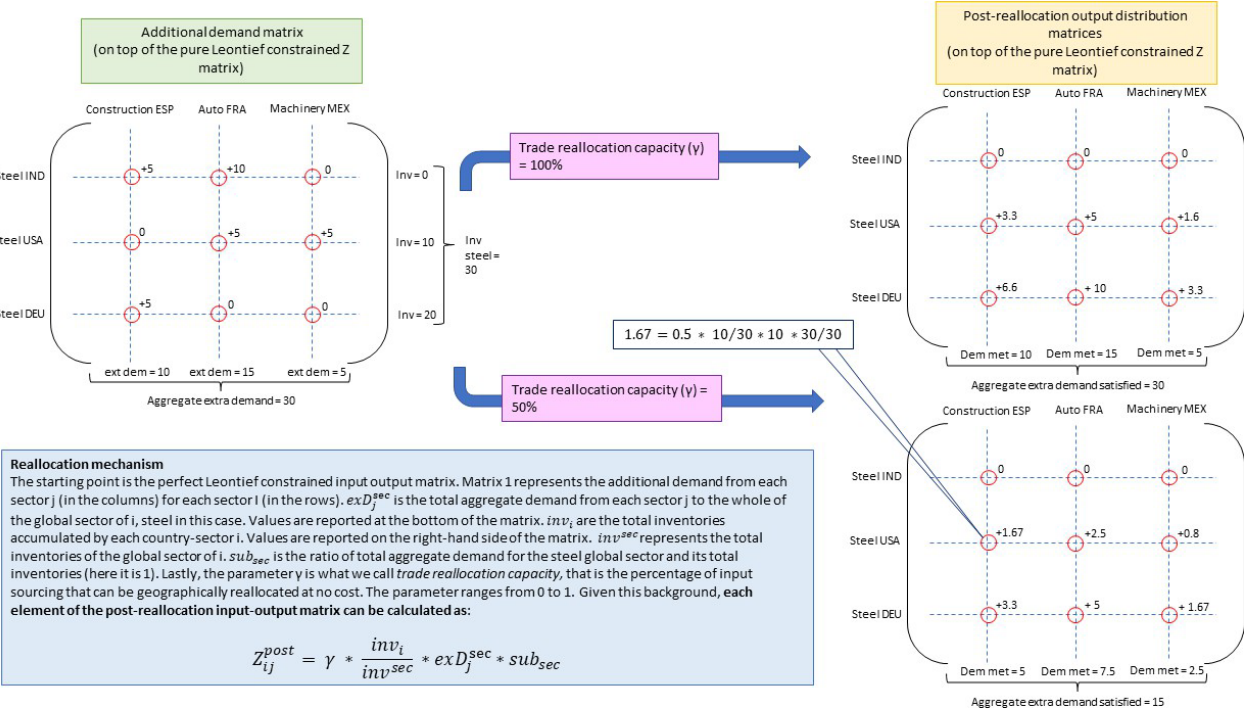 Additional demand matrix
(on top of the pure Leontief constrained Z
matrix)
Construction ESP Auto FRA Machinery MEX
Steel IND +5 +10 0 Inv = 0
teel USA 0 +5 +5 Inv = 10
teel DEU +5 0 0 Inv = 20
Inv
steel =
30
ext dem = 10 ext dem = 15 ext dem = 5
Aggregate extra demand = 30
Trade reallocation capacity (γ)
= 100%
Trade reallocation capacity (γ) =
50%
Post-reallocation output distribution
matrices
(on top of the pure Leontief constrained Z
matrix)
Construction ESP Auto FRA Machinery MEX
Steel IND 0 0 0
Steel USA +3.3 +5 +1.6
Steel DEU +6.6 + 10 + 3.3
Dem met = 10 Dem met = 15 Dem met = 5
Aggregate extra demand satisfied = 30
1.67 = 0.5 * 10/30 * 10 * 30/30
Construction ESP Auto FRA Machinery MEX
Steel IND 0 0 0
Steel USA +1.67 +2.5 +0.8
Steel DEU +3.3 + 5 + 1.67
Dem met = 5 Dem met = 7.5 Dem met = 2.5
Aggregate extra demand satisfied = 15
Reallocation mechanism
The starting point is the perfect Leontief constrained input output matrix. Matrix 1 represents the additional demand from each
sector j (in the columns) for each sector I (in the rows). exD_j^sec is the total aggregate demand from each sector j to the whole of
the global sector of i, steel in this case. Values are reported at the bottom of the matrix. inv_i are the total inventories
accumulated by each country-sector i. Values are reported on the right-hand side of the matrix. inv^sec represents the total
inventories of the global sector of i. sub_sec is the ratio of total aggregate demand for the steel global sector and its total
inventories (here it is 1). Lastly, the parameter γ is what we call trade reallocation capacity, that is the percentage of input
sourcing that can be geographically reallocated at no cost. The parameter ranges from 0 to 1. Given this background, each
element of the post-reallocation input-output matrix can be calculated as:
Z_ij^post = γ * inv_i / inv^sec * exD_j^sec * sub_sec